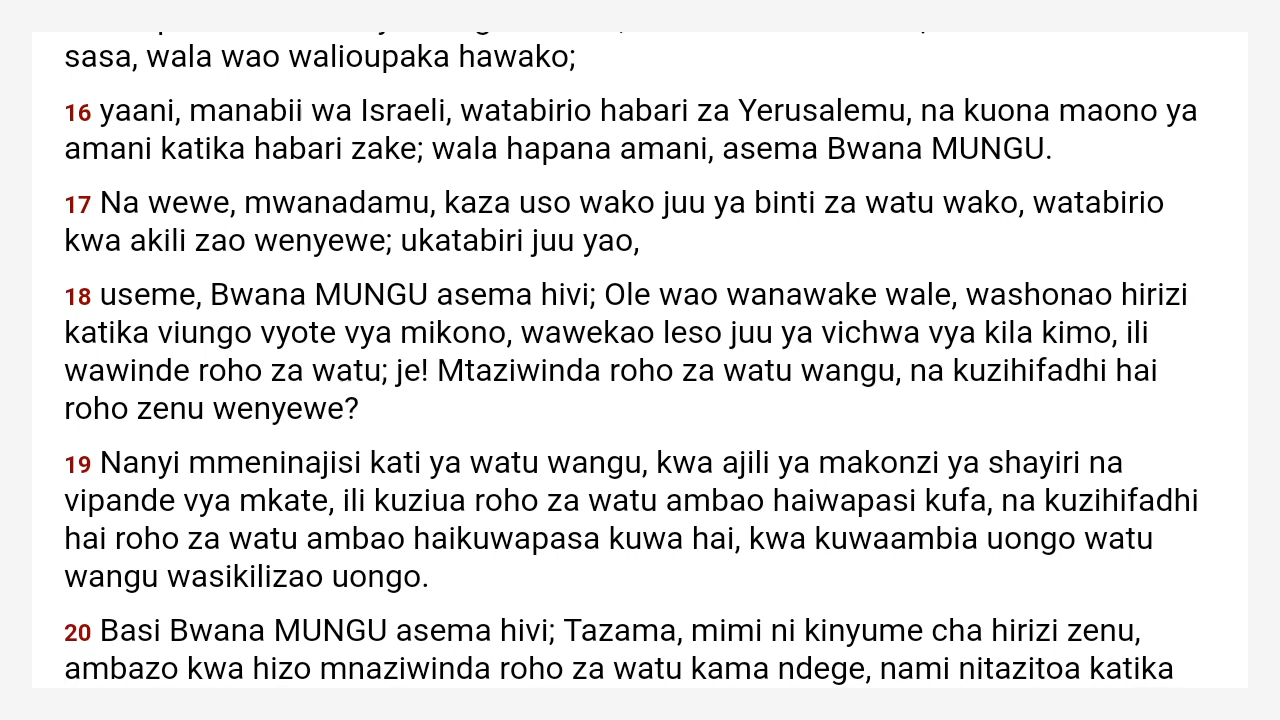 sasa, wala wao walioupaka hawako;
16 yaani, manabii wa Israeli, watabirio habari za Yerusalemu, na kuona maono ya
amani katika habari zake; wala hapana amani, asema Bwana MUNGU.
17 Na wewe, mwanadamu, kaza uso wako juu ya binti za watu wako, watabirio
kwa akili zao wenyewe; ukatabiri juu yao,
18 useme, Bwana MUNGU asema hivi; Ole wao wanawake wale, washonao hirizi
katika viungo vyote vya mikono, wawekao leso juu ya vichwa vya kila kimo, ili
wawinde roho za watu; je! Mtaziwinda roho za watu wangu, na kuzihifadhi hai
roho zenu wenyewe?
19 Nanyi mmeninajisi kati ya watu wangu, kwa ajili ya makonzi ya shayiri na
vipande vya mkate, ili kuziua roho za watu ambao haiwapasi kufa, na kuzihifadhi
hai roho za watu ambao haikuwapasa kuwa hai, kwa kuwaambia uongo watu
wangu wasikilizao uongo.
20 Basi Bwana MUNGU asema hivi; Tazama, mimi ni kinyume cha hirizi zenu,
ambazo kwa hizo mnaziwinda roho za watu kama ndege, nami nitazitoa katika